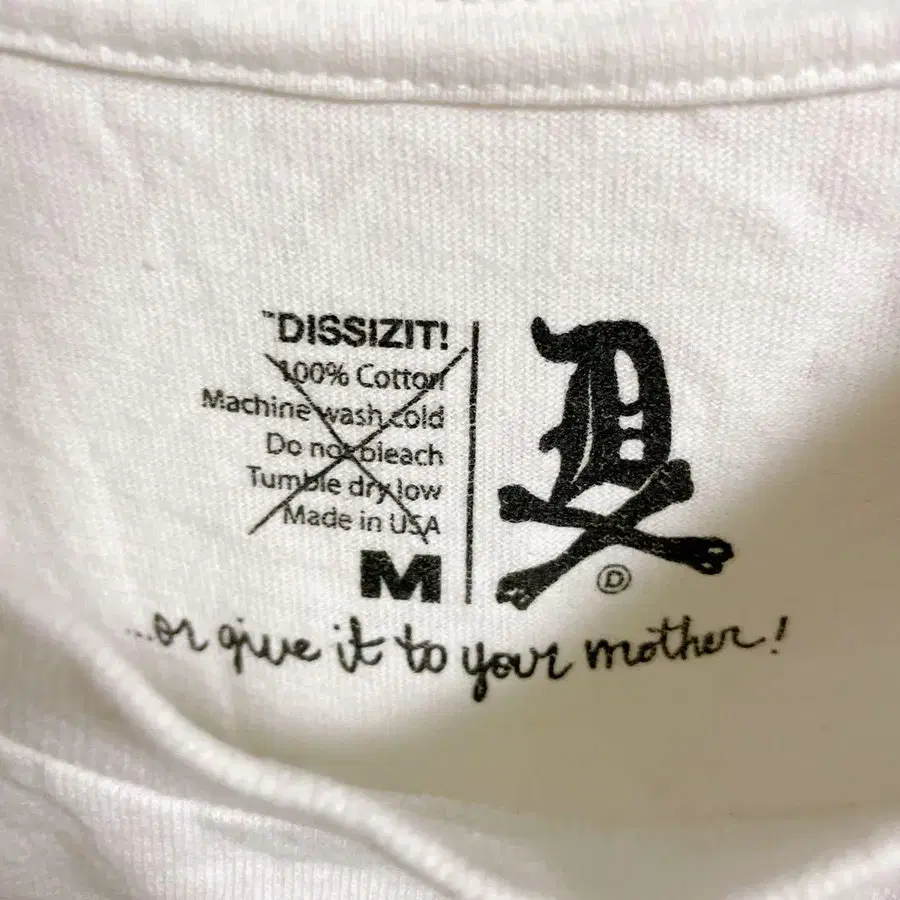 ™DISSIZIT!
100% Cotton
Machine wash cold
Do not bleach
Tumble dry low
Made in USA
M
D
Ⓓ
...or give it to your mother!